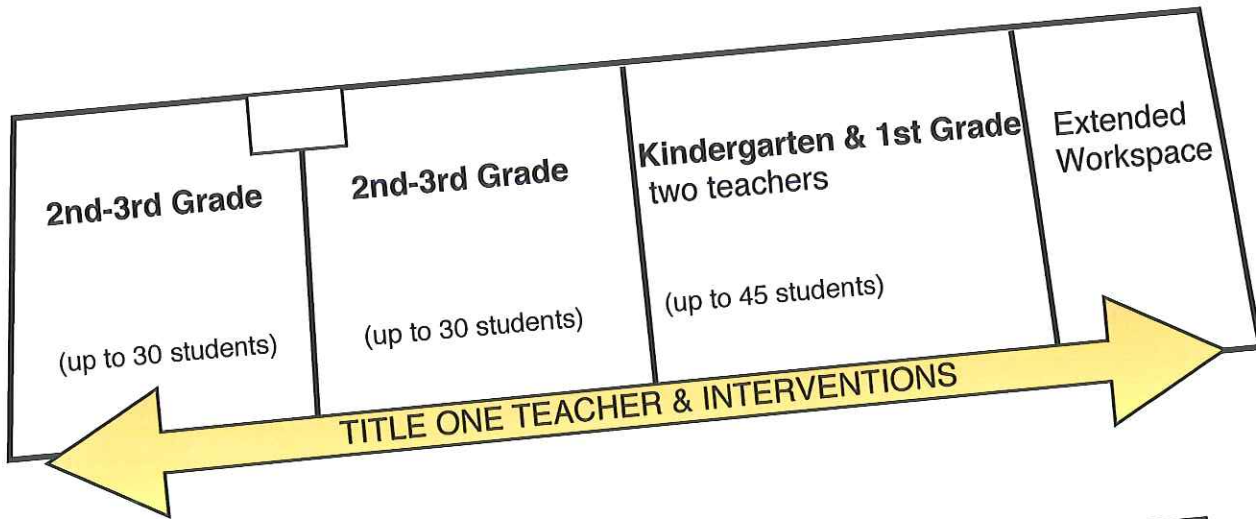 2nd-3rd Grade
(up to 30 students)
2nd-3rd Grade
(up to 30 students)
Kindergarten & 1st Grade
two teachers
(up to 45 students)
Extended
Workspace
TITLE ONE TEACHER & INTERVENTIONS